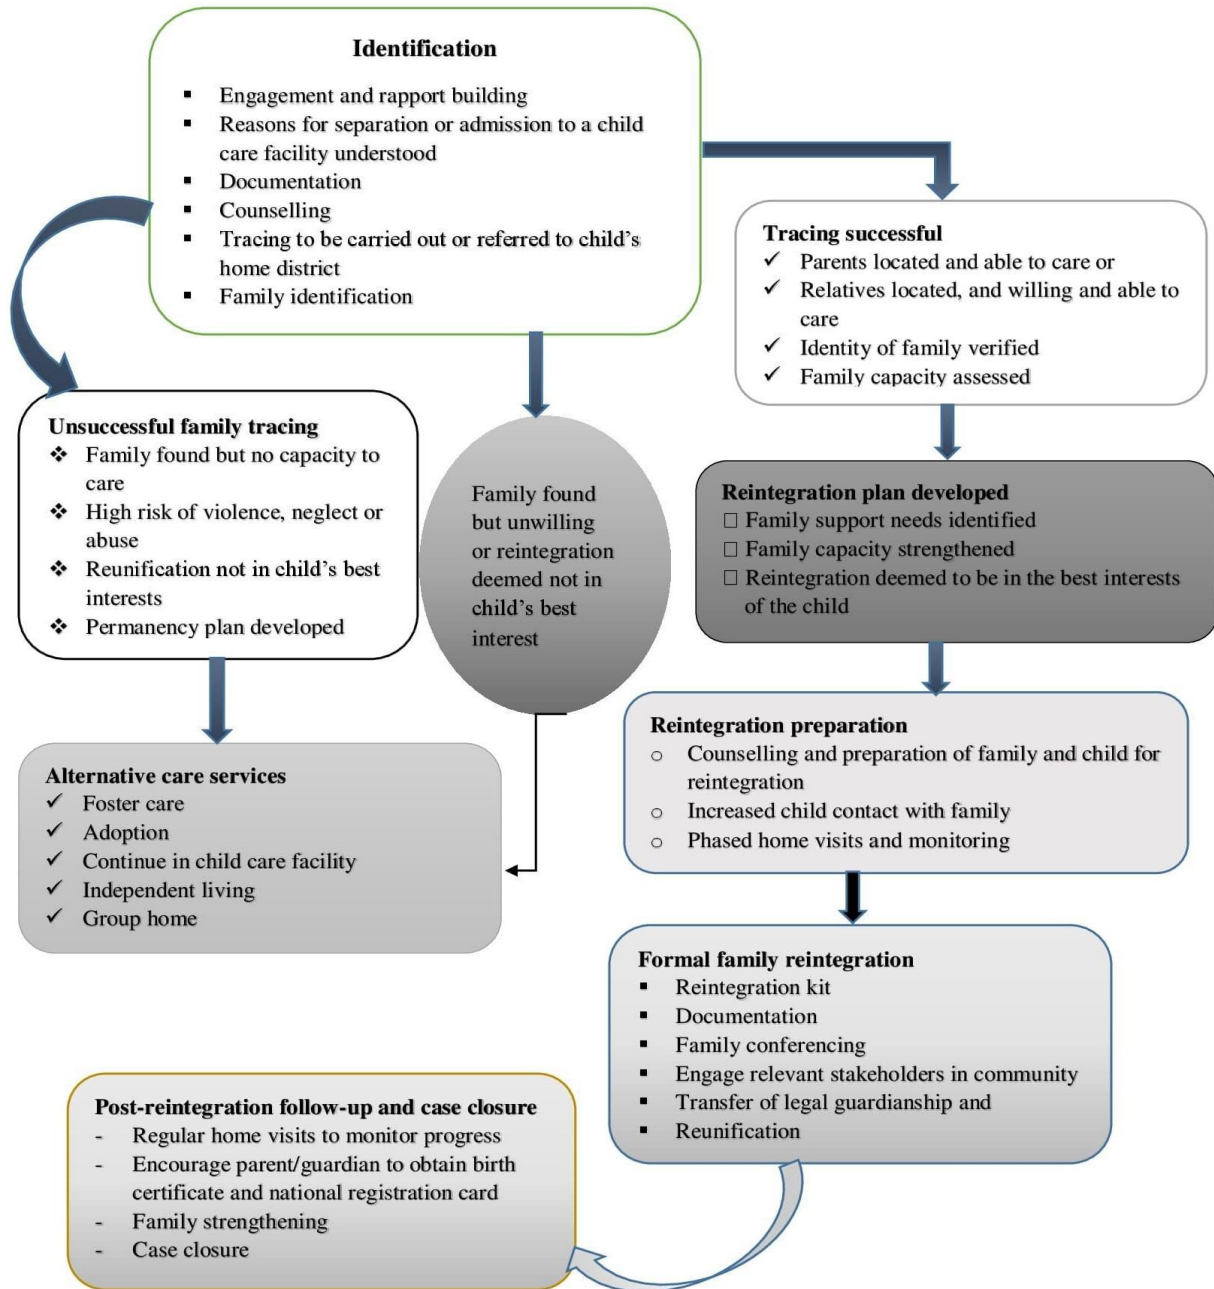 Identification
▪ Engagement and rapport building
▪ Reasons for separation or admission to a child
care facility understood
▪ Documentation
▪ Counselling
▪ Tracing to be carried out or referred to child’s
home district
▪ Family identification
Tracing successful
✓ Parents located and able to care or
✓ Relatives located, and willing and able to
care
✓ Identity of family verified
✓ Family capacity assessed
Unsuccessful family tracing
❖ Family found but no capacity to
care
❖ High risk of violence, neglect or
abuse
❖ Reunification not in child’s best
interests
❖ Permanency plan developed
Family found
but unwilling
or reintegration
deemed not in
child’s best
interest
Reintegration plan developed
□ Family support needs identified
□ Family capacity strengthened
□ Reintegration deemed to be in the best interests
of the child
Alternative care services
✓ Foster care
✓ Adoption
✓ Continue in child care facility
✓ Independent living
✓ Group home
Reintegration preparation
o Counselling and preparation of family and child for
reintegration
o Increased child contact with family
o Phased home visits and monitoring
Formal family reintegration
▪ Reintegration kit
▪ Documentation
▪ Family conferencing
▪ Engage relevant stakeholders in community
▪ Transfer of legal guardianship and
▪ Reunification
Post-reintegration follow-up and case closure
- Regular home visits to monitor progress
- Encourage parent/guardian to obtain birth
certificate and national registration card
- Family strengthening
- Case closure